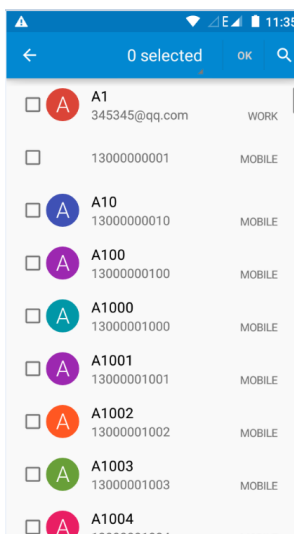 E 11:35
0 selected OK
A A1
345345@qq.com WORK
13000000001 MOBILE
A A10
13000000010 MOBILE
A A100
13000000100 MOBILE
A A1000
13000001000 MOBILE
A A1001
13000001001 MOBILE
A A1002
13000001002 MOBILE
A A1003
13000001003 MOBILE
A A1004